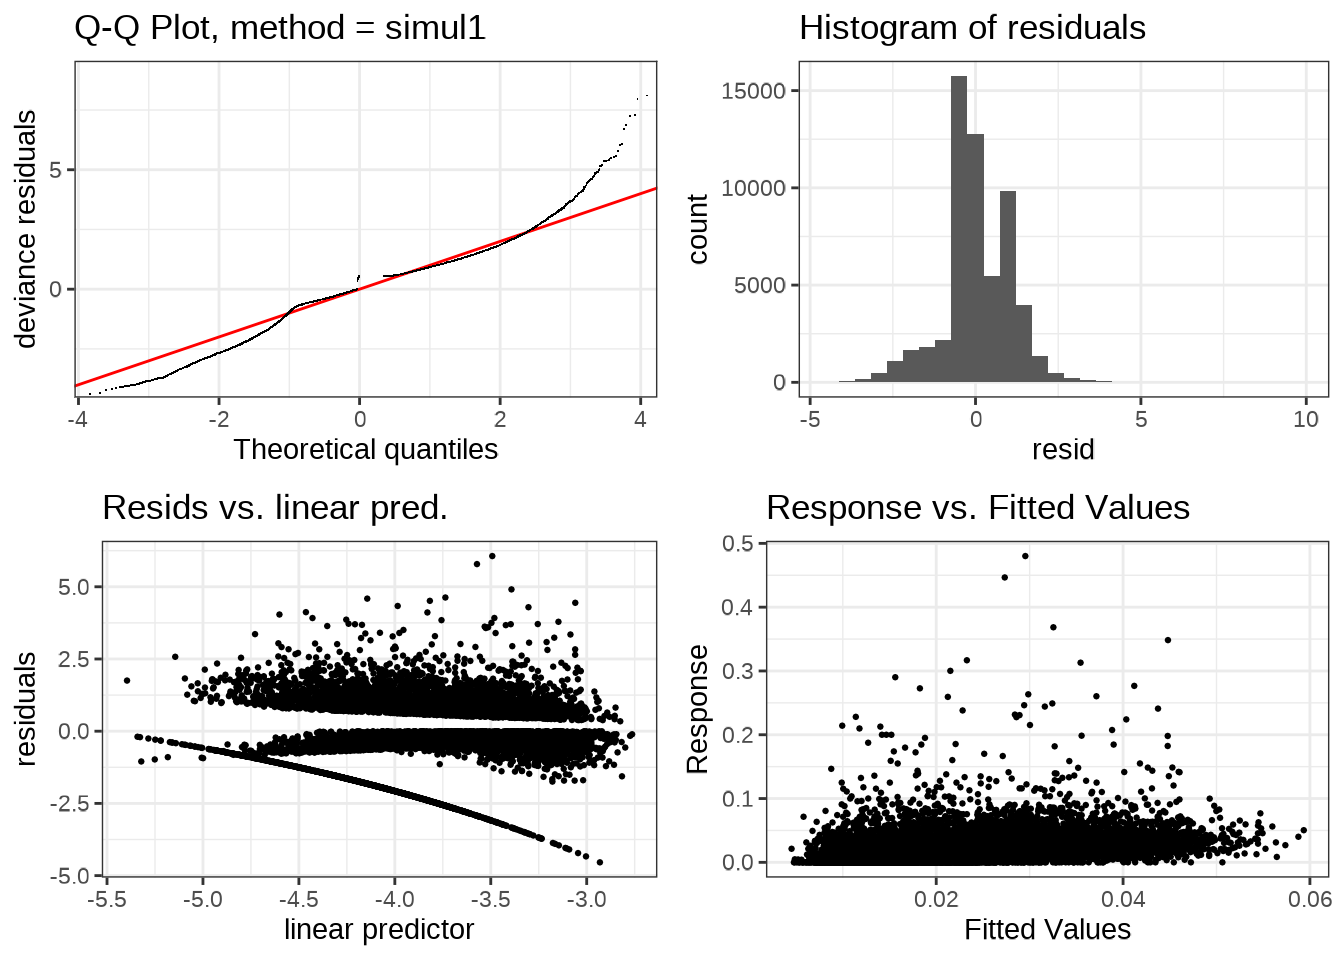 Q-Q Plot, method = simul1
deviance residuals
5
0
-4
-2
0
2
4
Theoretical quantiles
Histogram of residuals
count
15000
10000
5000
0
-5
0
5
10
resid
Resids vs. linear pred.
residuals
5.0
2.5
0.0
-2.5
-5.0
-5.5
-5.0
-4.5
-4.0
-3.5
-3.0
linear predictor
Response vs. Fitted Values
Response
0.5
0.4
0.3
0.2
0.1
0.0
0.02
0.04
0.06
Fitted Values